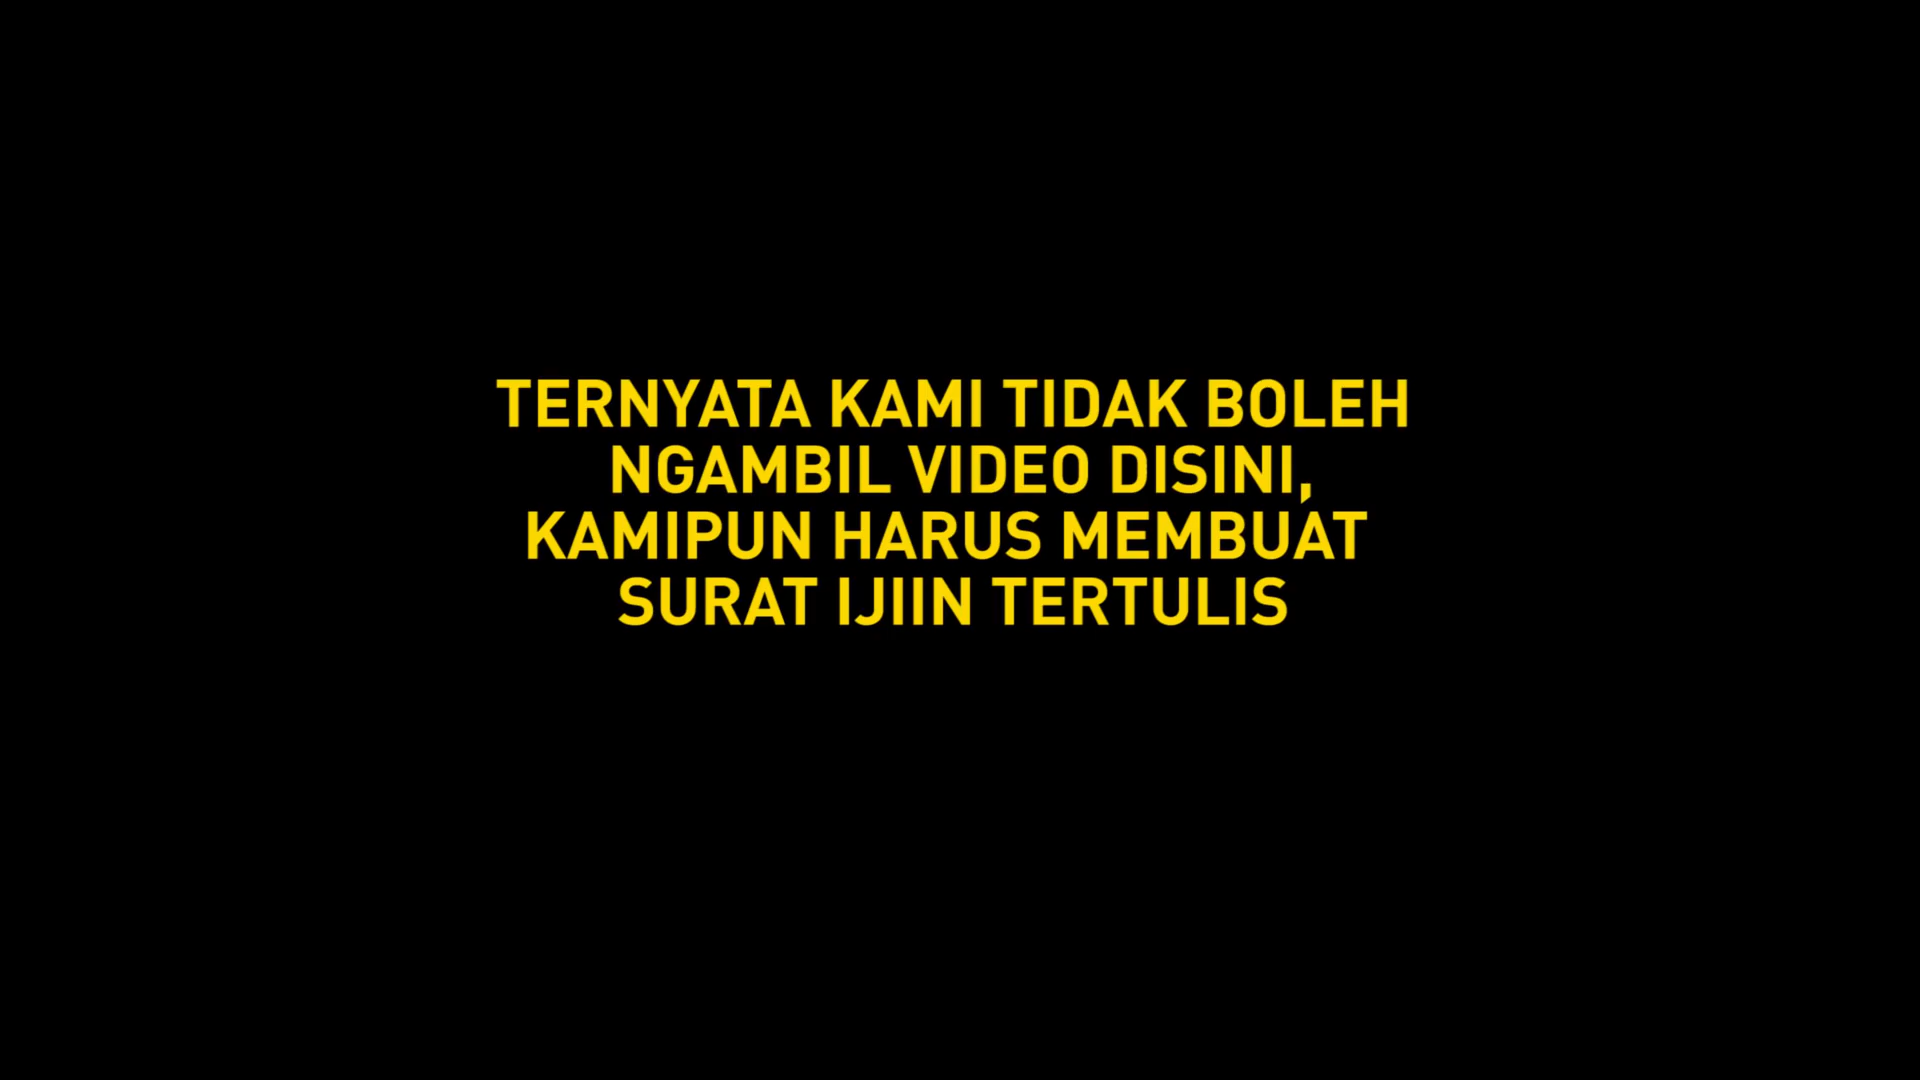 TERNYATA KAMI TIDAK BOLEH
NGAMBIL VIDEO DISINI,
KAMIPUN HARUS MEMBUAT
SURAT IJIIN TERTULIS